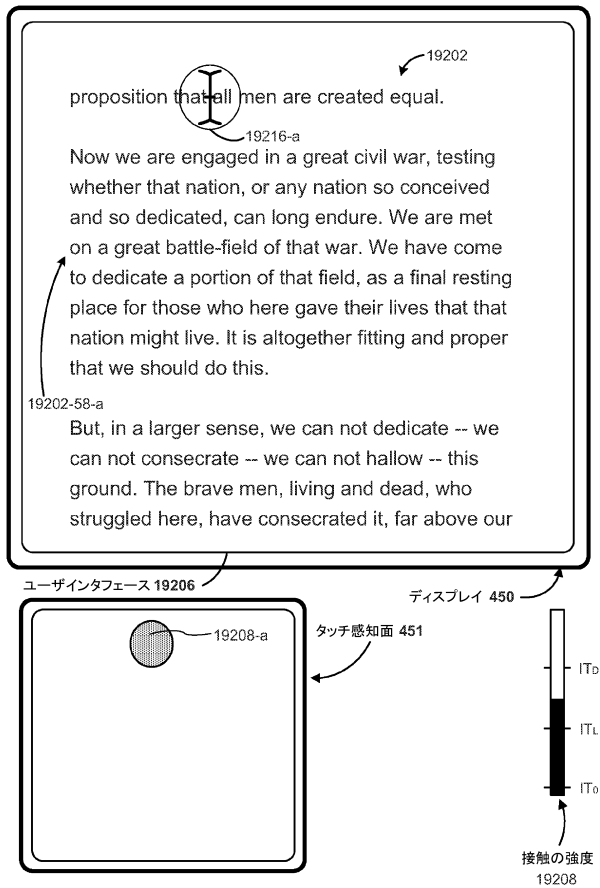 19202
proposition that all men are created equal.
19216-a
Now we are engaged in a great civil war, testing
whether that nation, or any nation so conceived
and so dedicated, can long endure. We are met
on a great battle-field of that war. We have come
to dedicate a portion of that field, as a final resting
place for those who here gave their lives that that
nation might live. It is altogether fitting and proper
that we should do this.
19202-58-a
But, in a larger sense, we can not dedicate -- we
can not consecrate -- we can not hallow -- this
ground. The brave men, living and dead, who
struggled here, have consecrated it, far above our
ユーザインタフェース 19206
ディスプレイ 450
19208-a
タッチ感知面 451
ITD
ITL
IT0
接触の強度
19208